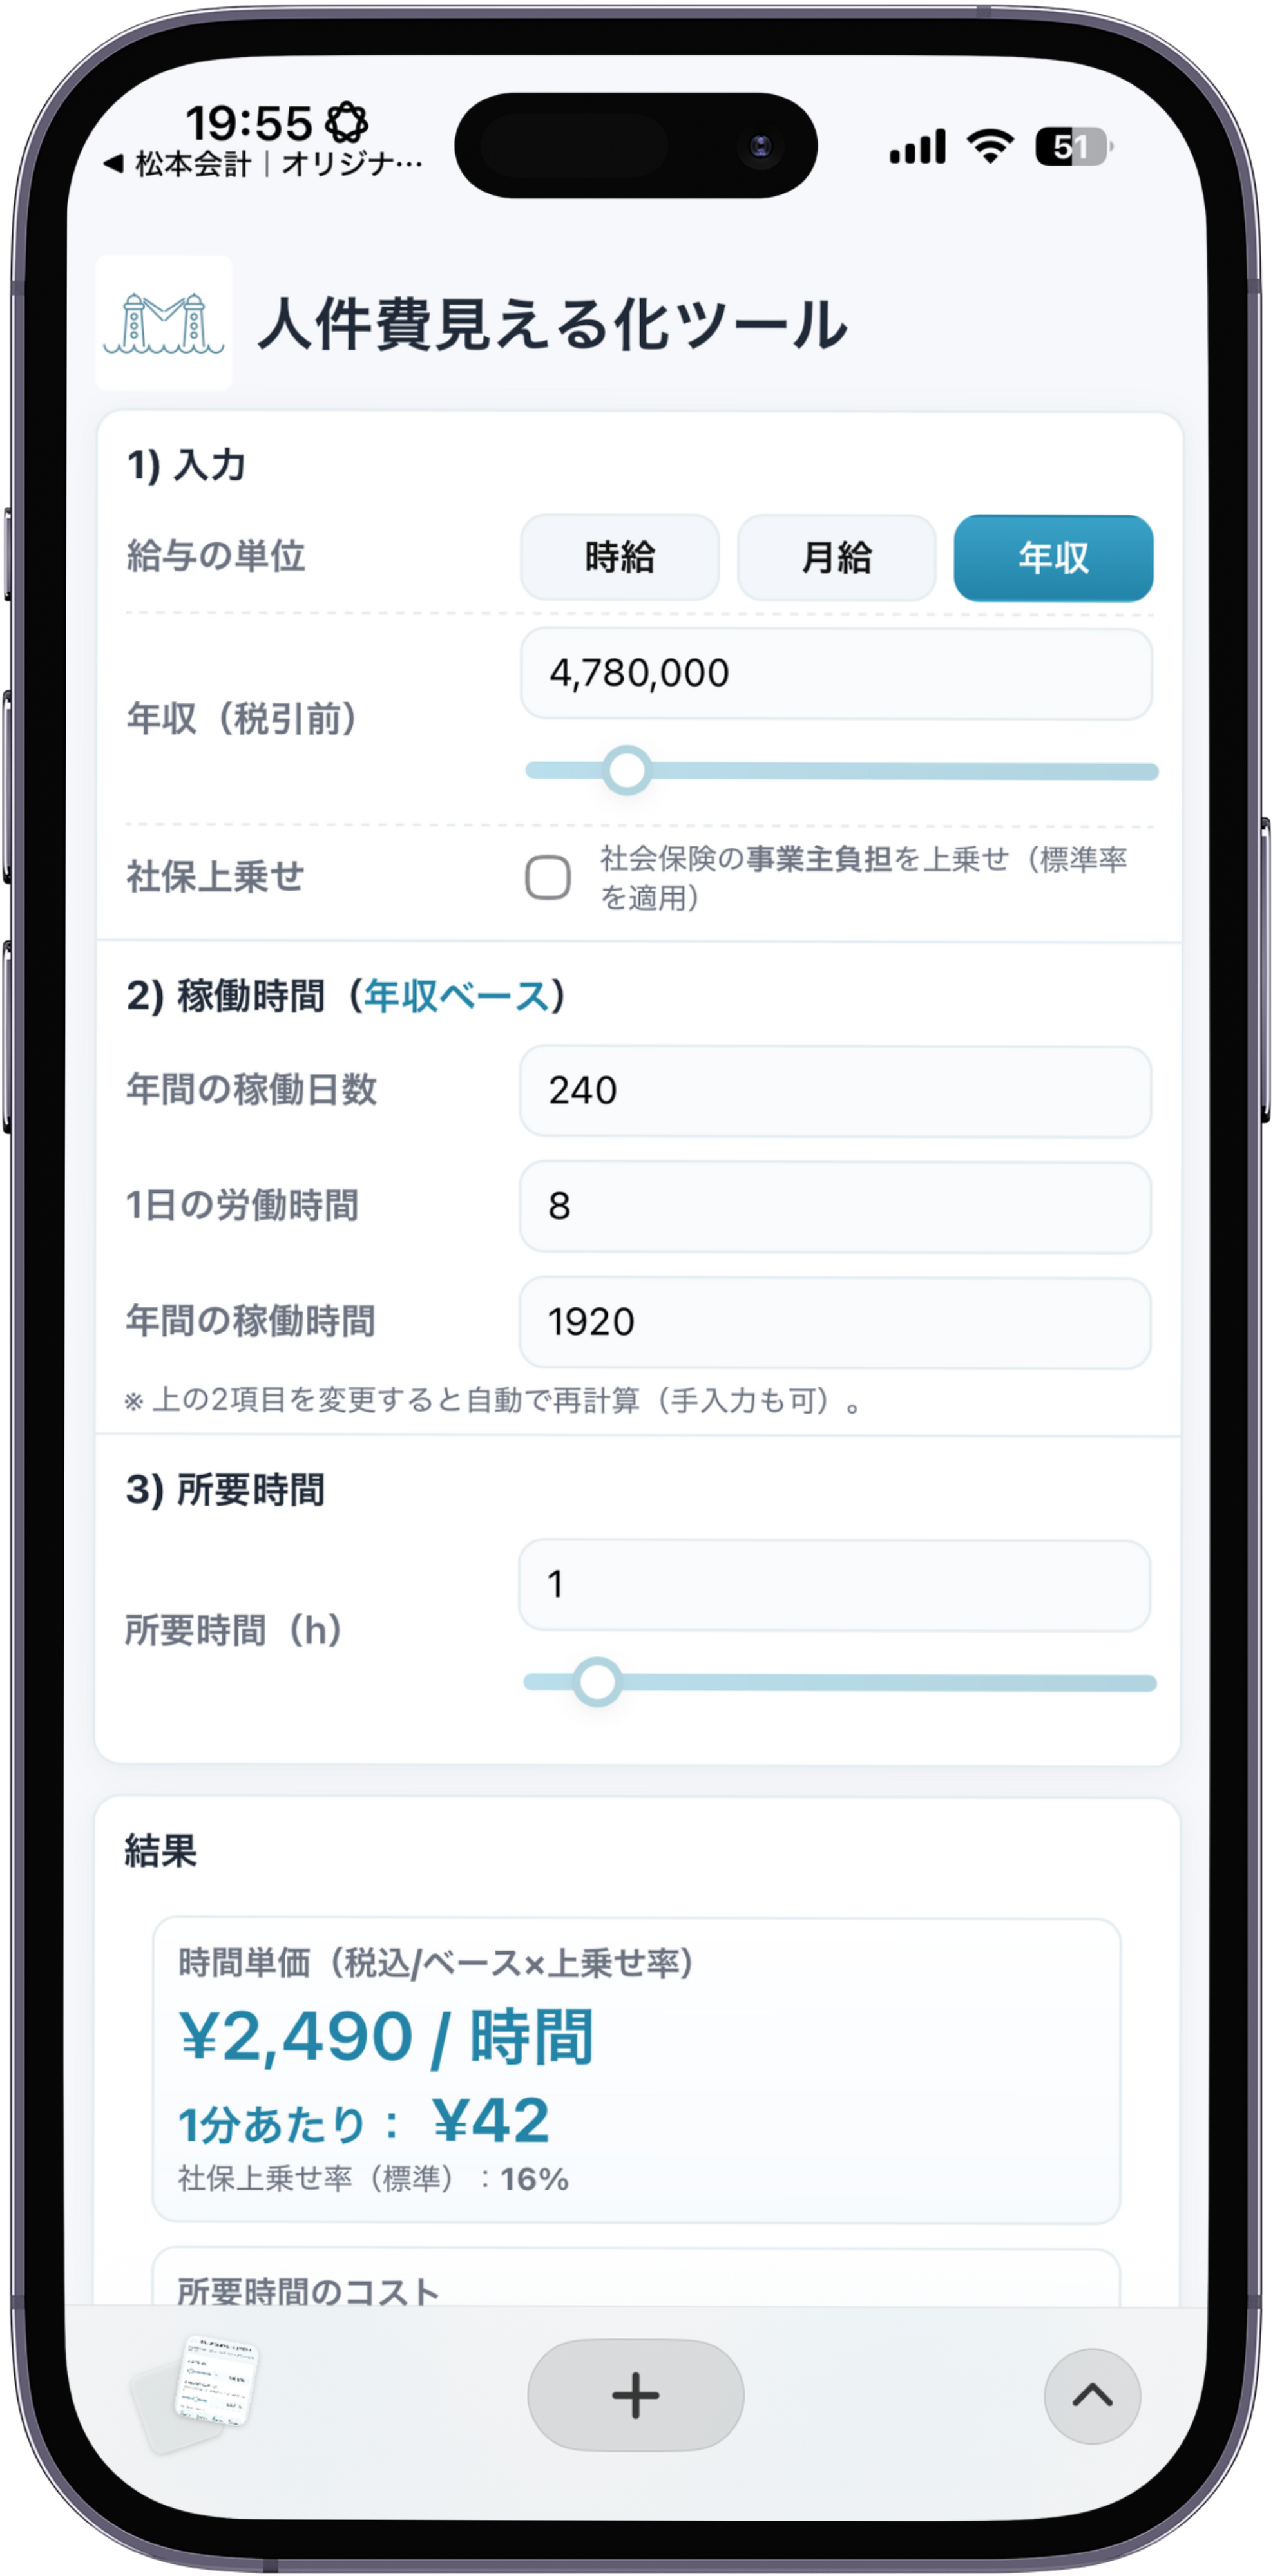 19:55
◀ 松本会計｜オリジナ…
51
人件費見える化ツール
1) 入力
給与の単位
時給
月給
年収
年収（税引前）
4,780,000
社保上乗せ
社会保険の事業主負担を上乗せ（標準率
を適用）
2) 稼働時間（年収ベース）
年間の稼働日数
240
1日の労働時間
8
年間の稼働時間
1920
※ 上の2項目を変更すると自動で再計算（手入力も可）。
3) 所要時間
所要時間（h）
1
結果
時間単価（税込/ベース×上乗せ率）
¥2,490 / 時間
1分あたり： ¥42
社保上乗せ率（標準）：16%
所要時間のコスト